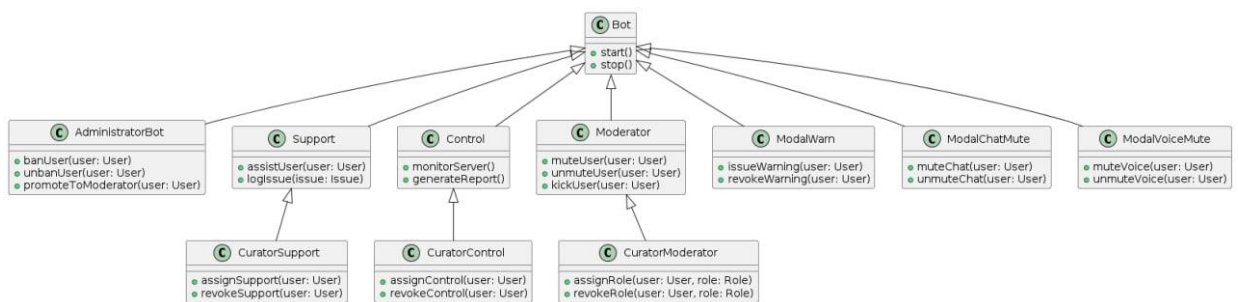 C Bot
start()
stop()
C AdministratorBot
banUser(user: User)
unbanUser(user: User)
promoteToModerator(user: User)
C Support
assistUser(user: User)
logIssue(issue: Issue)
C Control
monitorServer()
generateReport()
C Moderator
muteUser(user: User)
unmuteUser(user: User)
kickUser(user: User)
C ModalWarn
issueWarning(user: User)
revokeWarning(user: User)
C ModalChatMute
muteChat(user: User)
unmuteChat(user: User)
C ModalVoiceMute
muteVoice(user: User)
unmuteVoice(user: User)
C CuratorSupport
assignSupport(user: User)
revokeSupport(user: User)
C CuratorControl
assignControl(user: User)
revokeControl(user: User)
C CuratorModerator
assignRole(user: User, role: Role)
revokeRole(user: User, role: Role)